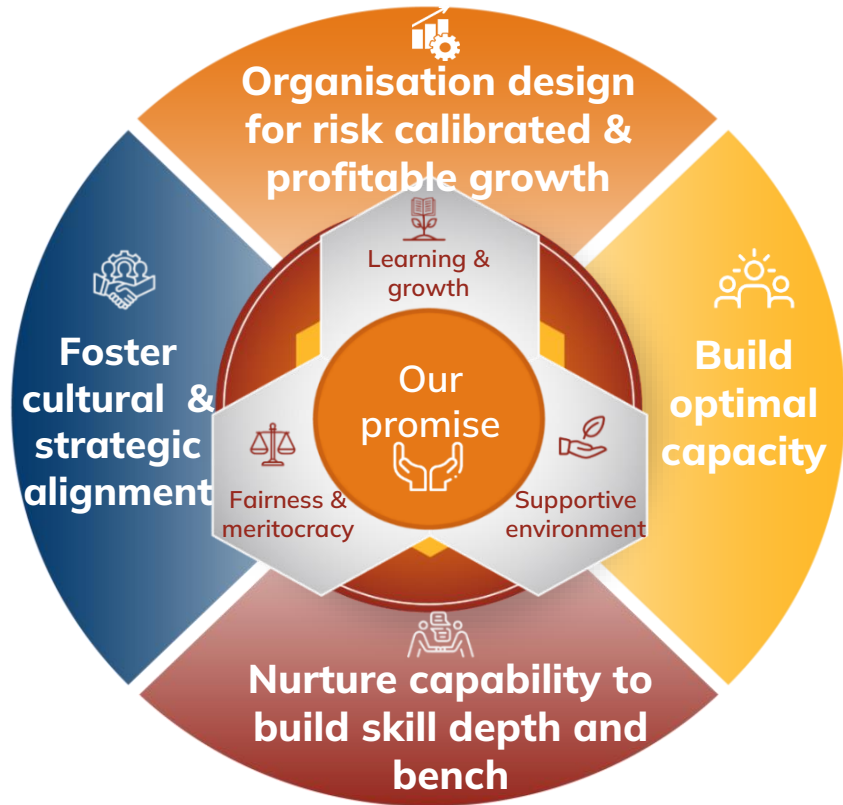 Organisation design
for risk calibrated &
profitable growth
Learning &
growth
Foster
cultural &
strategic
alignment
Our
promise
Build
optimal
capacity
Fairness &
meritocracy
Supportive
environment
Nurture capability to
build skill depth and
bench